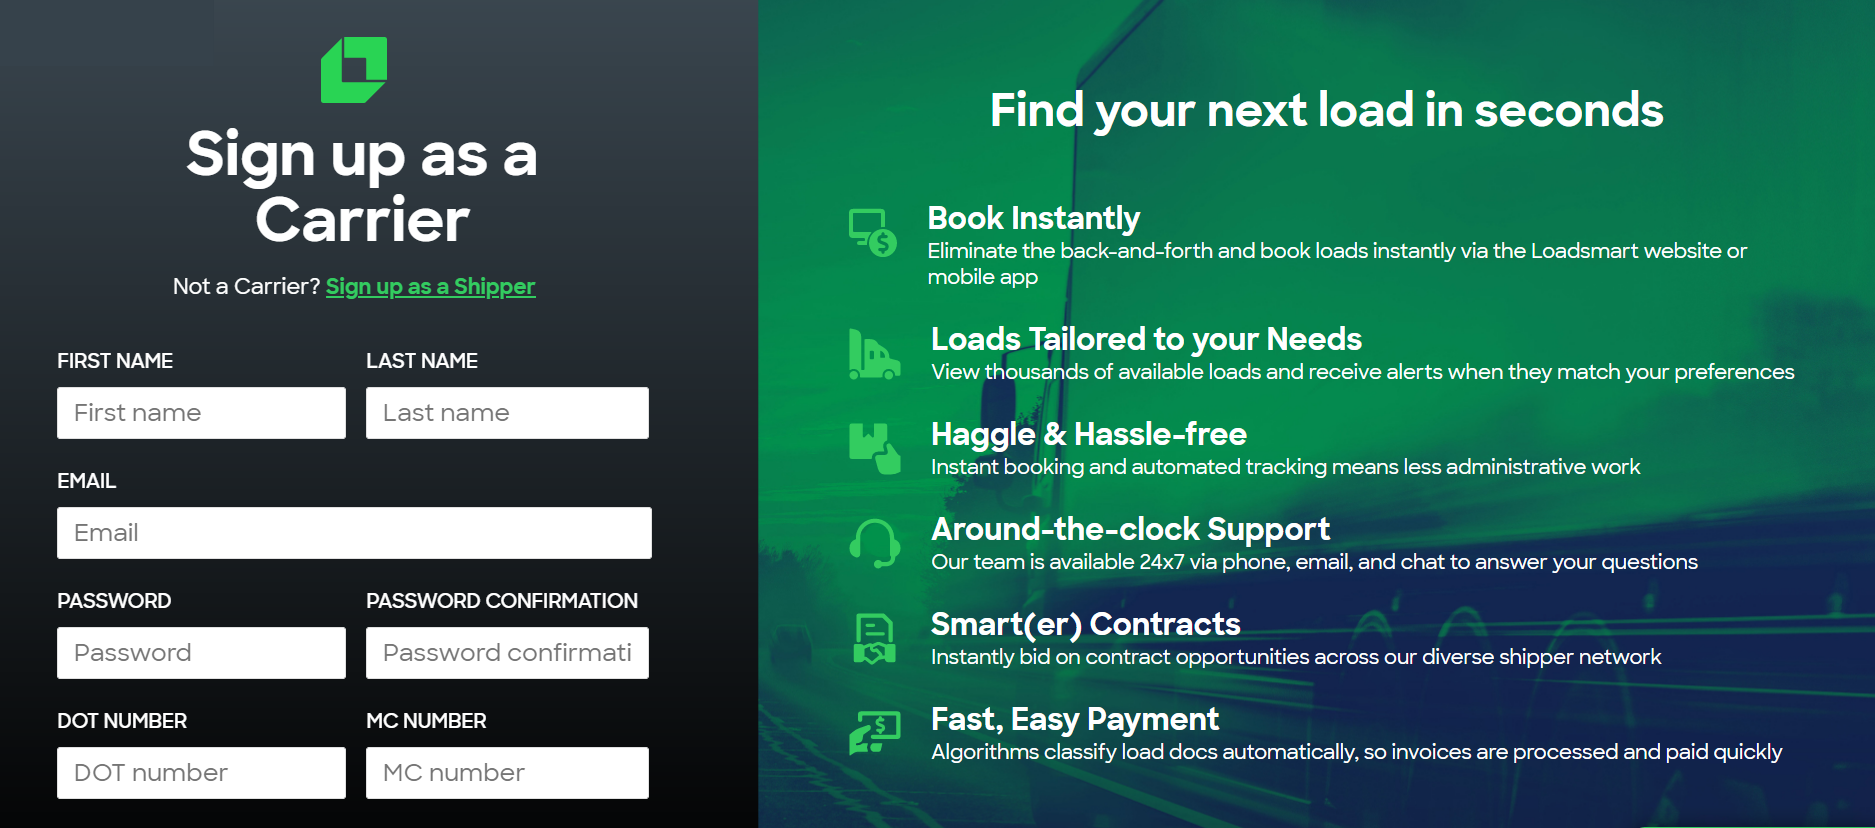 Sign up as a
Carrier
Not a Carrier? Sign up as a Shipper
FIRST NAME
LAST NAME
First name
Last name
EMAIL
Email
PASSWORD
PASSWORD CONFIRMATION
Password
Password confirmati
DOT NUMBER
MC NUMBER
DOT number
MC number
Find your next load in seconds
Book Instantly
Eliminate the back-and-forth and book loads instantly via the Loadsmart website or
mobile app
Loads Tailored to your Needs
View thousands of available loads and receive alerts when they match your preferences
Haggle & Hassle-free
Instant booking and automated tracking means less administrative work
Around-the-clock Support
Our team is available 24x7 via phone, email, and chat to answer your questions
Smart(er) Contracts
Instantly bid on contract opportunities across our diverse shipper network
Fast, Easy Payment
Algorithms classify load docs automatically, so invoices are processed and paid quickly